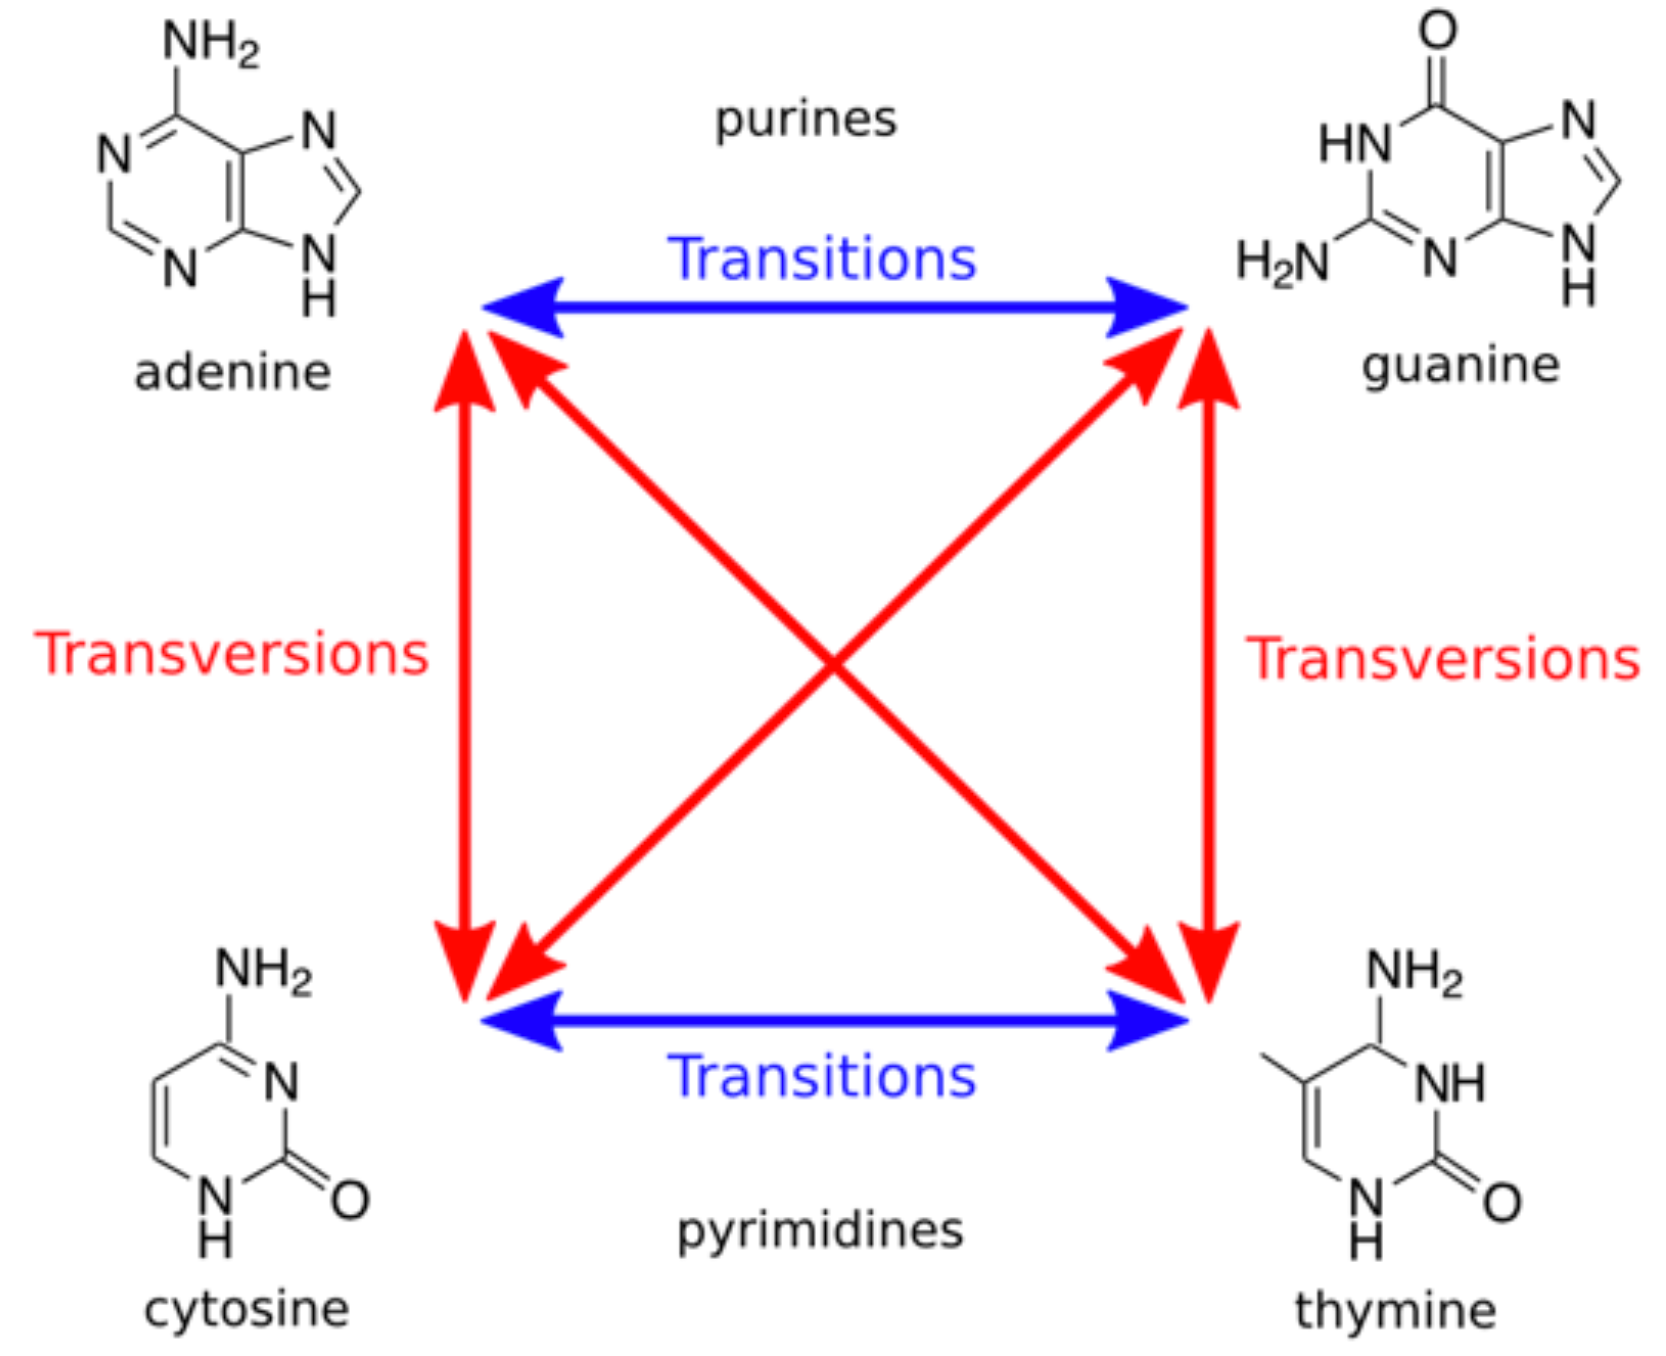 NH2
N
N
N
N
H
adenine
purines
O
HN
N
H2N
N
N
H
guanine
Transitions
Transversions
Transversions
NH2
N
N
H
O
cytosine
Transitions
pyrimidines
NH2
NH
N
H
O
thymine